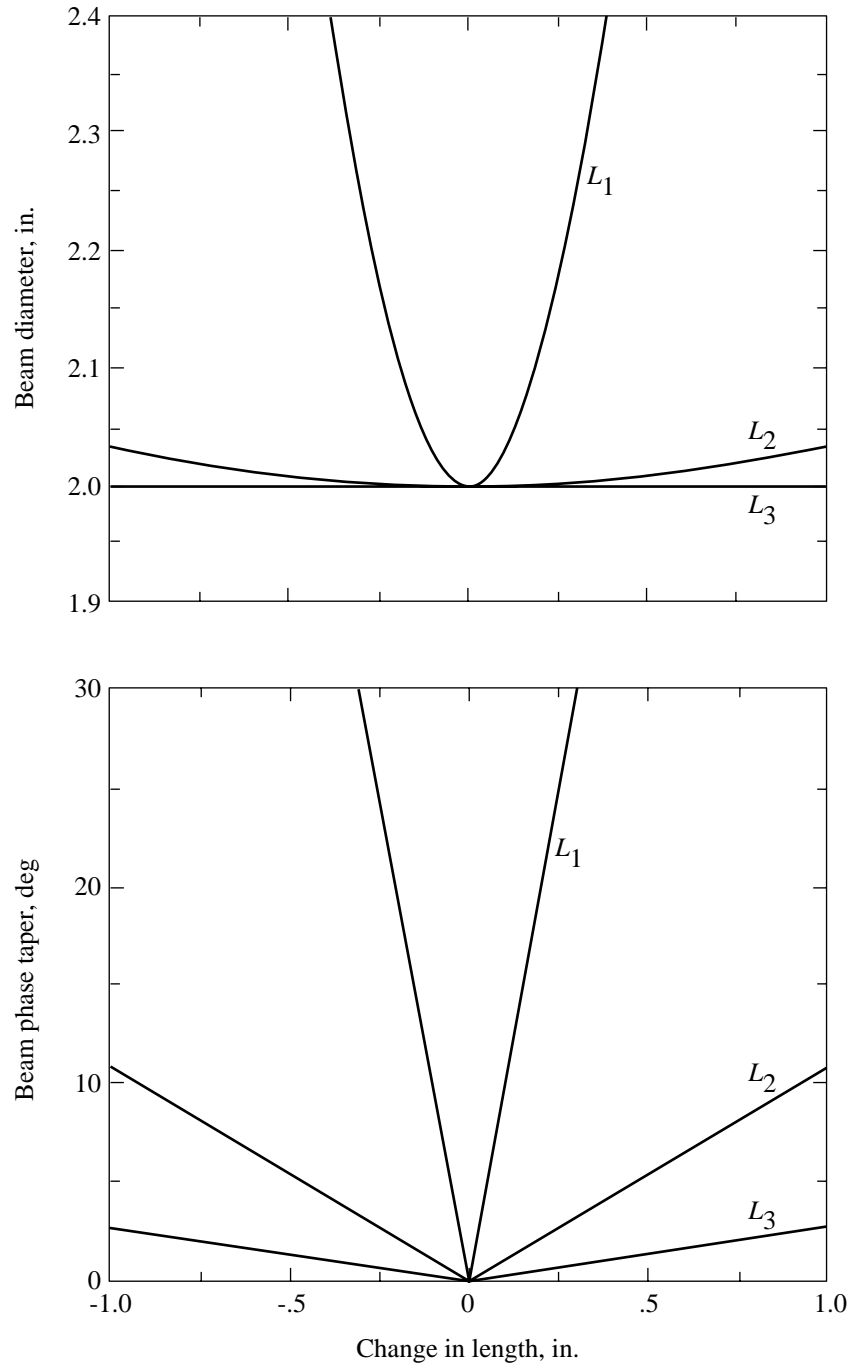 2.4
2.3
2.2
2.1
2.0
1.9
Beam diameter, in.
L1
L2
L3
30
20
10
0
Beam phase taper, deg
L1
L2
L3
-1.0
-.5
0
.5
1.0
Change in length, in.